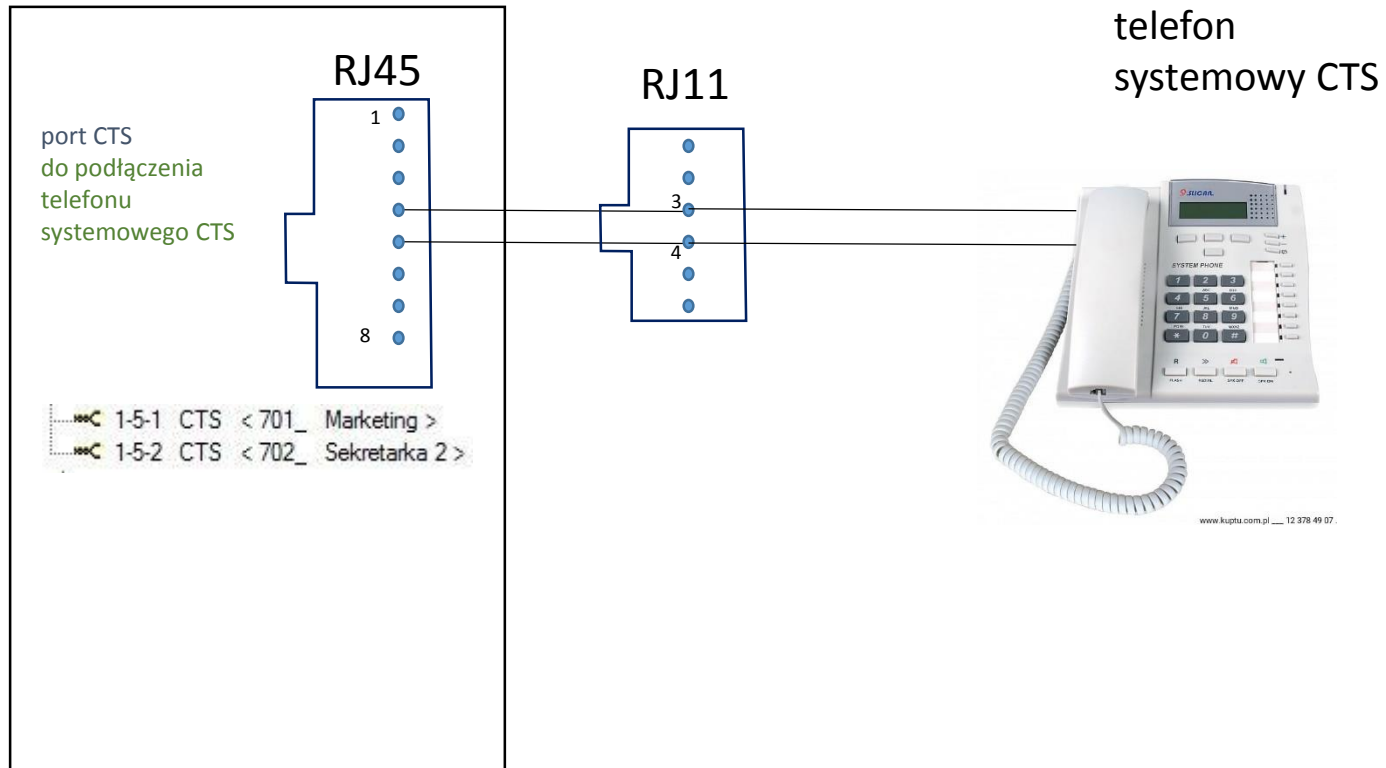 telefon
systemowy CTS
RJ45
RJ11
port CTS
do podłączenia
telefonu
systemowego CTS
1
8
3
4
1-5-1 CTS < 701_ Marketing >
1-5-2 CTS < 702_ Sekretarka 2 >
SYSTEM PHONE
1 2 3
4 5 6
7 8 9
* 0 #
R
FLASH
www.kuptu.com.pl ___ 12 378 49 07 .